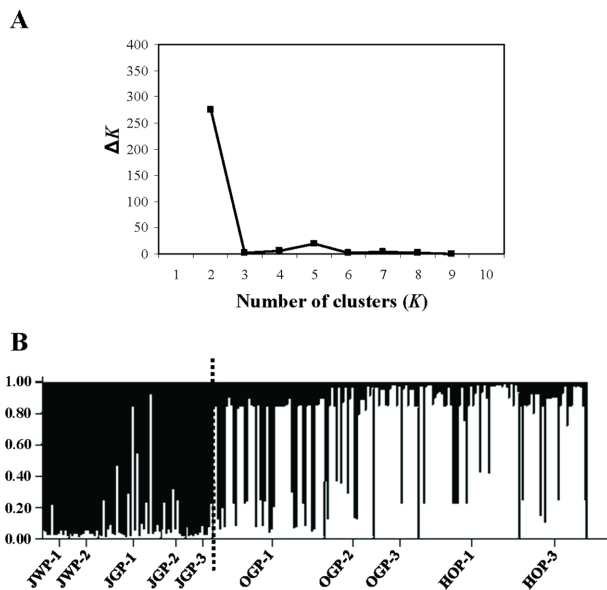 A
400
350
300
250
200
150
100
50
0
ΔK
1 2 3 4 5 6 7 8 9 10
Number of clusters (K)
B
1.00
0.80
0.60
0.40
0.20
0.00
JWP-1 JWP-2 JGP-1 JGP-2 JGP-3 OGP-1 OGP-2 OGP-3 HOP-1 HOP-3